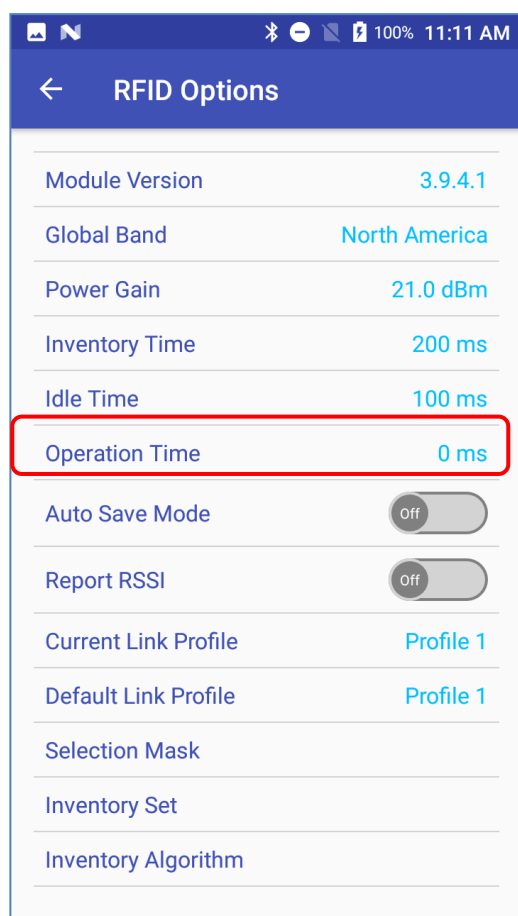 100% 11:11 AM
RFID Options
Module Version 3.9.4.1
Global Band North America
Power Gain 21.0 dBm
Inventory Time 200 ms
Idle Time 100 ms
Operation Time 0 ms
Auto Save Mode Off
Report RSSI Off
Current Link Profile Profile 1
Default Link Profile Profile 1
Selection Mask
Inventory Set
Inventory Algorithm